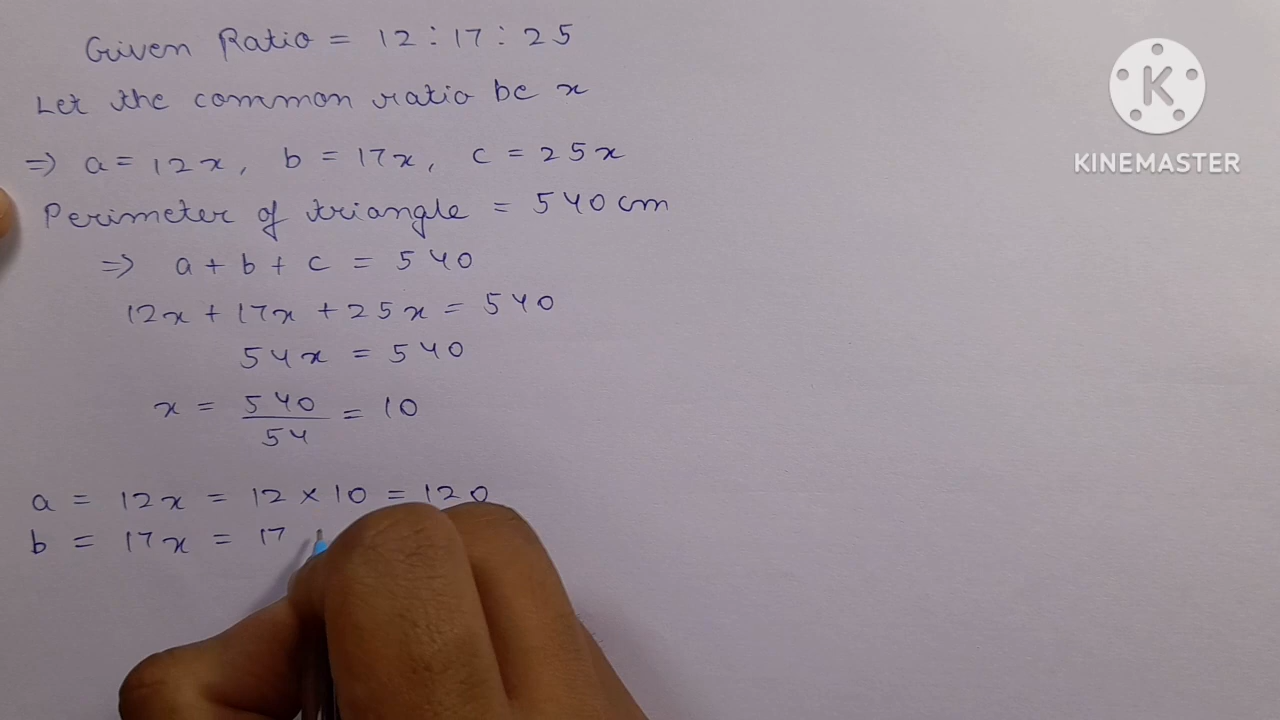 Given Ratio = 12 : 17 : 25
Let the common ratio be x
⇒ a = 12x, b = 17x, c = 25x
Perimeter of triangle = 540 cm
⇒ a + b + c = 540
12x + 17x + 25x = 540
54x = 540
x = 540/54 = 10
a = 12x = 12 × 10 = 120
b = 17x = 17
K
KINEMASTER